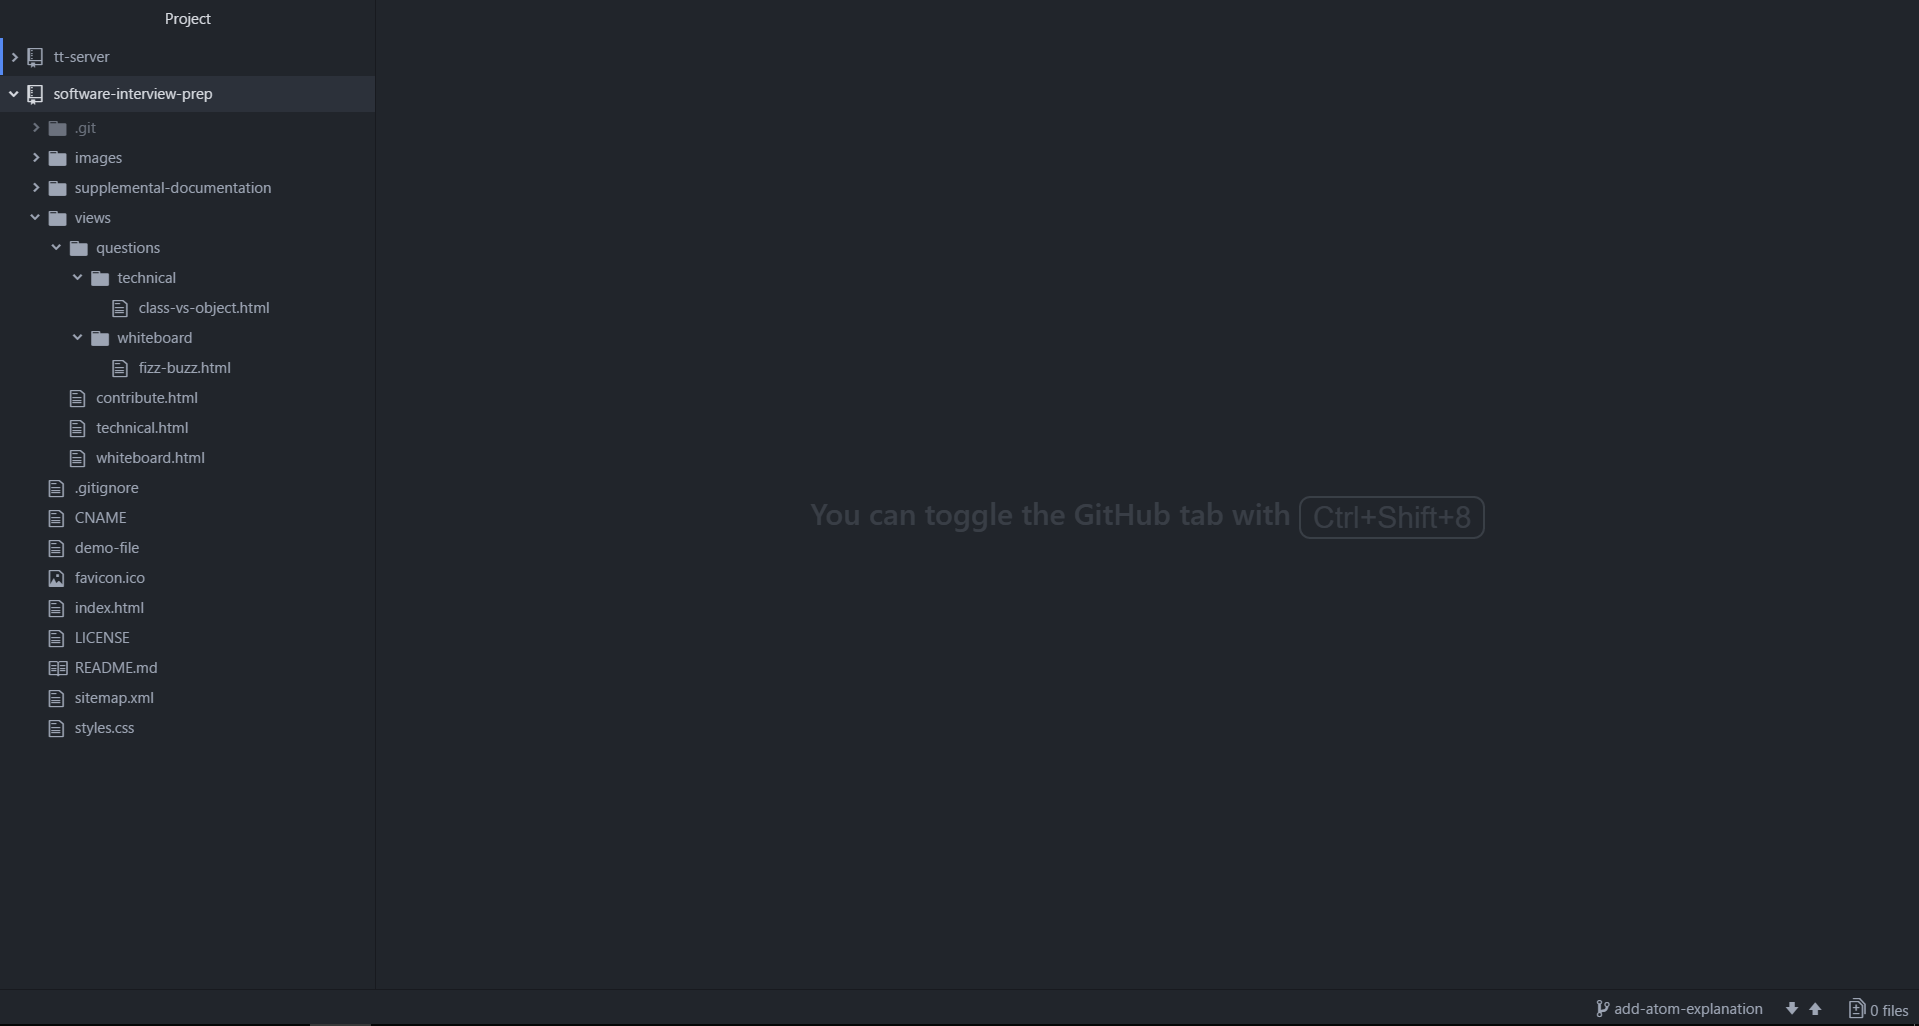 Project
tt-server
software-interview-prep
.git
images
supplemental-documentation
views
questions
technical
class-vs-object.html
whiteboard
fizz-buzz.html
contribute.html
technical.html
whiteboard.html
.gitignore
CNAME
demo-file
favicon.ico
index.html
LICENSE
README.md
sitemap.xml
styles.css
You can toggle the GitHub tab with Ctrl+Shift+8
add-atom-explanation 0 files